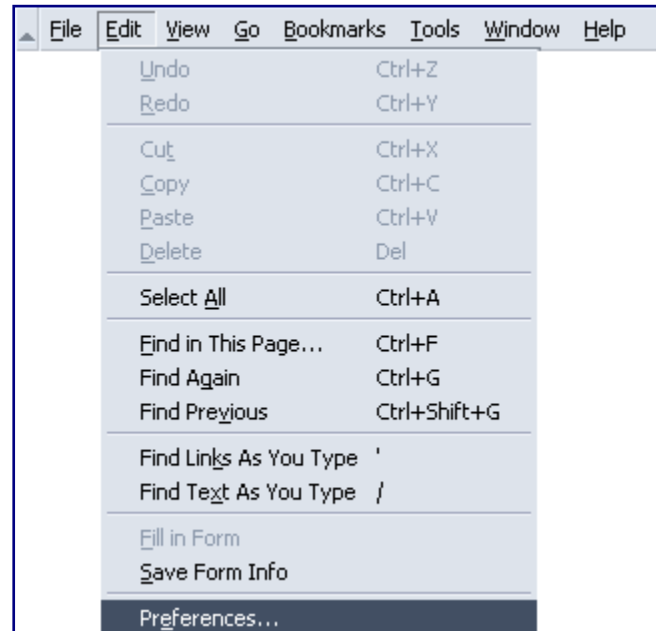 File Edit View Go Bookmarks Tools Window Help
Undo Ctrl+Z
Redo Ctrl+Y
Cut Ctrl+X
Copy Ctrl+C
Paste Ctrl+V
Delete Del
Select All Ctrl+A
Find in This Page... Ctrl+F
Find Again Ctrl+G
Find Previous Ctrl+Shift+G
Find Links As You Type '
Find Text As You Type /
Fill in Form
Save Form Info
Preferences...